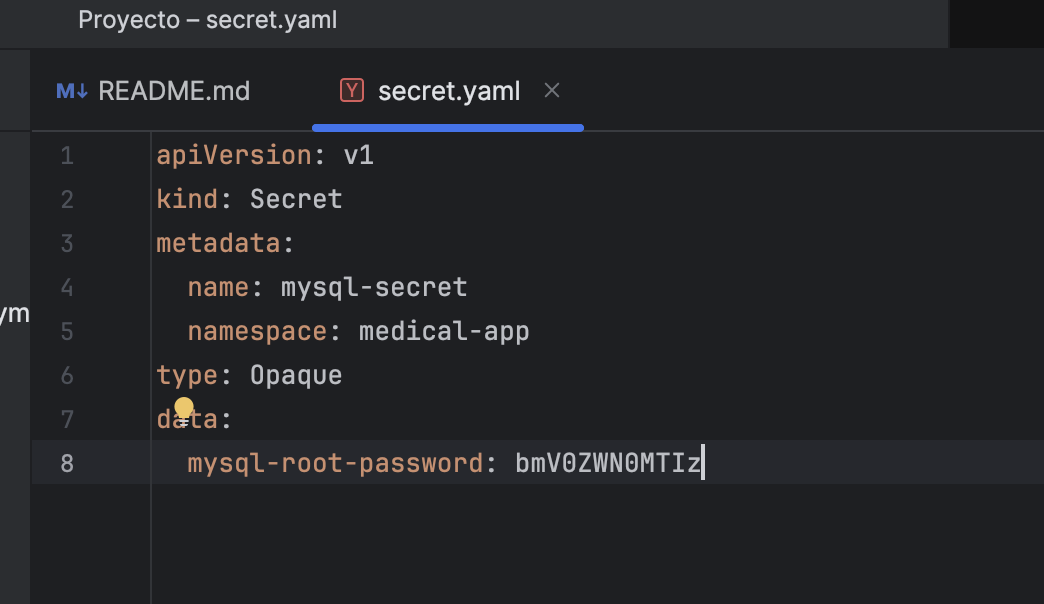 Proyecto – secret.yaml
M↓ README.md
Y secret.yaml ×
1 apiVersion: v1
2 kind: Secret
3 metadata:
4   name: mysql-secret
ym
5   namespace: medical-app
6 type: Opaque
7 data:
8   mysql-root-password: bmV0ZWN0MTIz